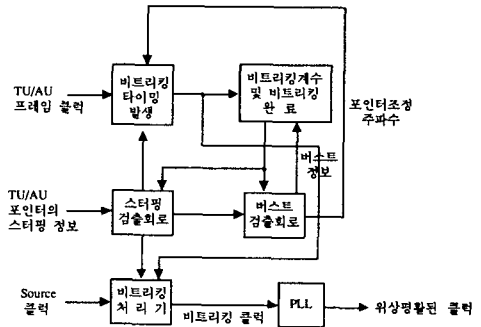 TU/AU
프레임 클럭
비트리킹
타이밍
발생
비트리킹계수
및 비트리킹
완 료
포인터조정
주파수
버스트
정보
TU/AU
포인터의
스터핑 정보
스터핑
검출회로
버스트
검출회로
Source
클럭
비트리킹
처 리 기
비트리킹 클럭
PLL
위상평활된 클럭